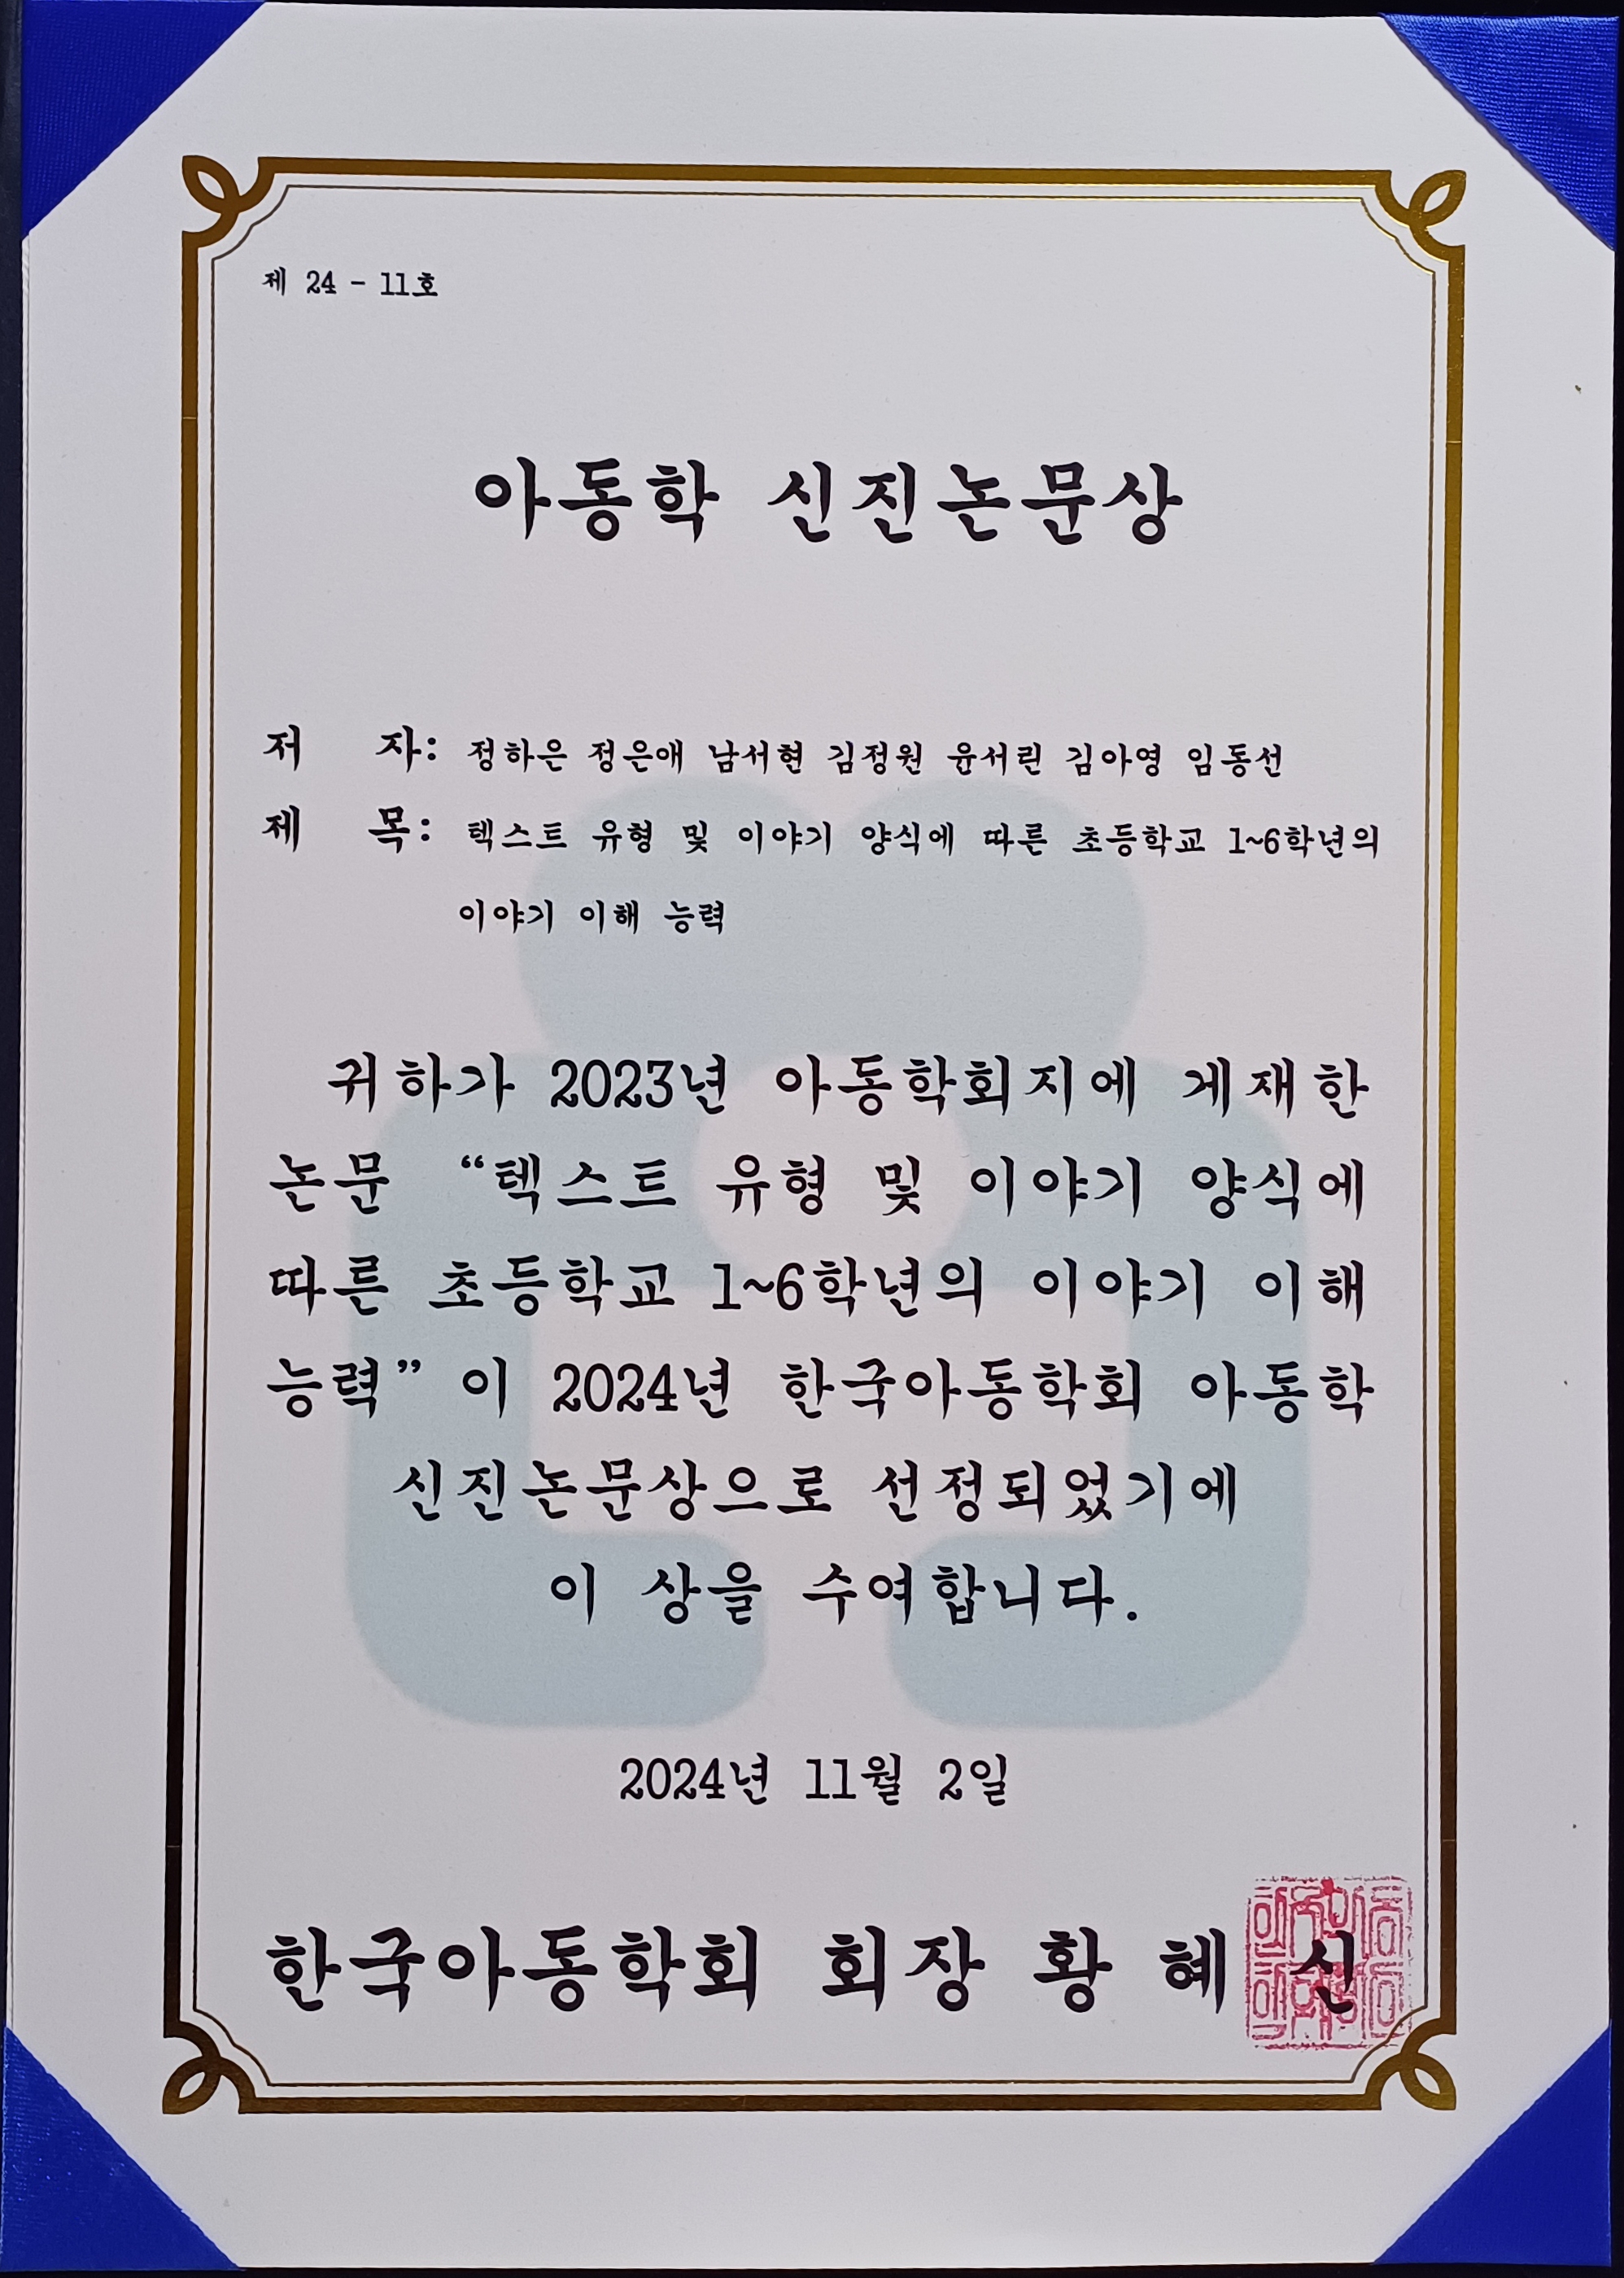 제 24 - 11호
아동학 신진논문상
저 자: 정하은 정은애 남서현 김정원 윤서린 김아영 임동선
제 목: 텍스트 유형 및 이야기 양식에 따른 초등학교 1~6학년의
이야기 이해 능력
귀하가 2023년 아동학회지에 게재한
논문 “텍스트 유형 및 이야기 양식에
따른 초등학교 1~6학년의 이야기 이해
능력” 이 2024년 한국아동학회 아동학
신진논문상으로 선정되었기에
이 상을 수여합니다.
2024년 11월 2일
한국아동학회 회장 황 혜 신